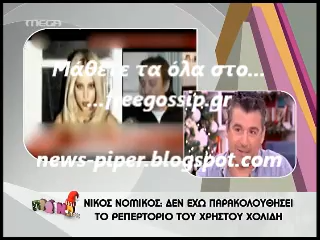 MEGA
Μάθετε τα όλα στο...
...freegossip.gr
news-piper.blogspot.com
ΝΙΚΟΣ ΝΟΜΙΚΟΣ: ΔΕΝ ΕΧΩ ΠΑΡΑΚΟΛΟΥΘΗΣΕΙ
ΤΟ ΡΕΠΕΡΤΟΡΙΟ ΤΟΥ ΧΡΗΣΤΟΥ ΧΟΛΙΔΗ